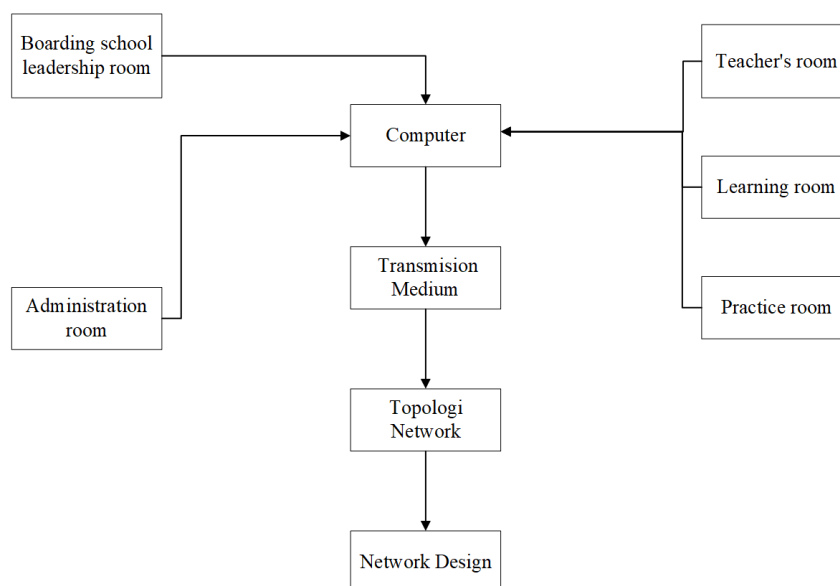 Boarding school
leadership room
Teacher's room
Computer
Learning room
Transmision
Medium
Administration
room
Practice room
Topologi
Network
Network Design